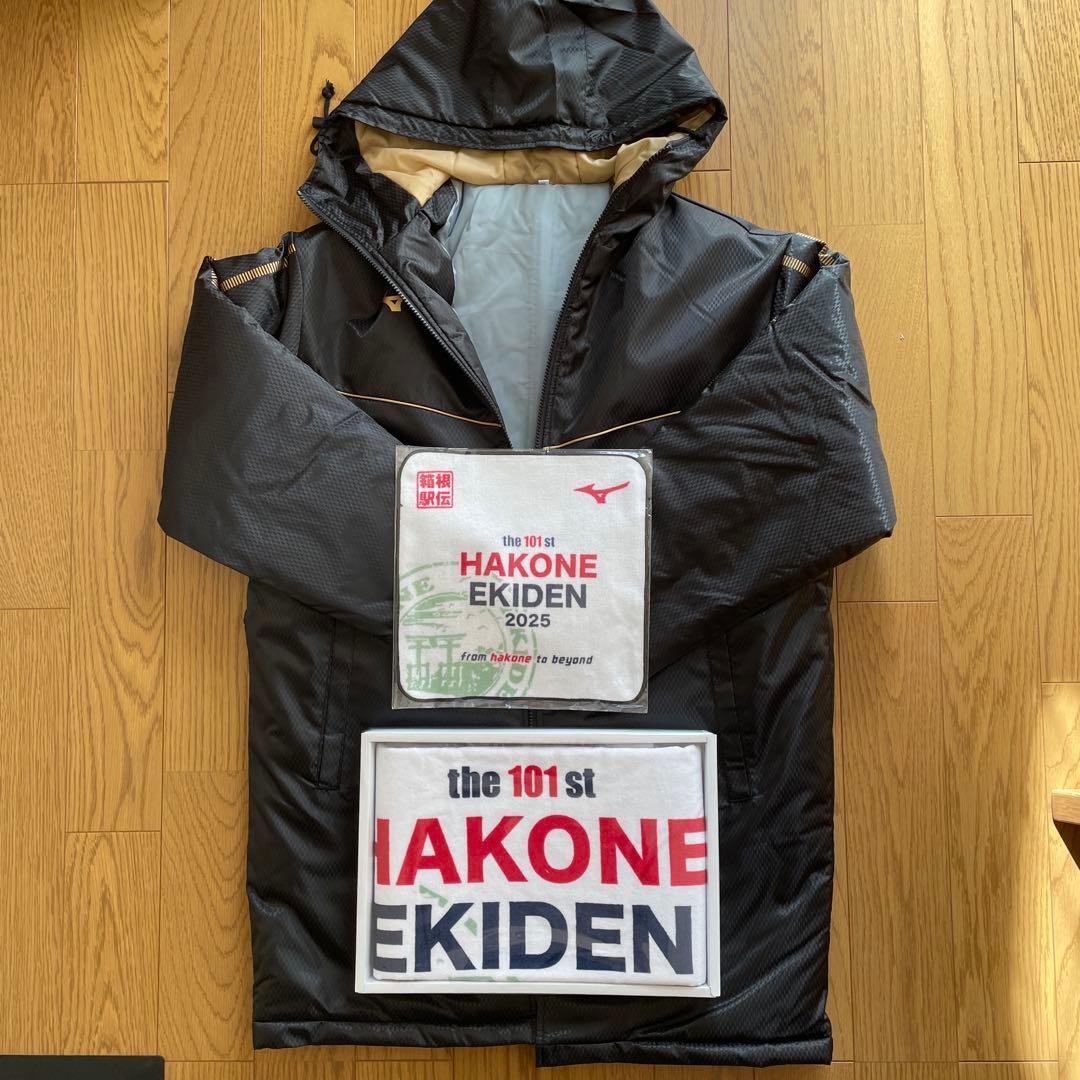 箱根
駅伝
the 101 st
HAKONE
EKIDEN
2025
from hakone to beyond
the 101 st
HAKONE
EKIDEN